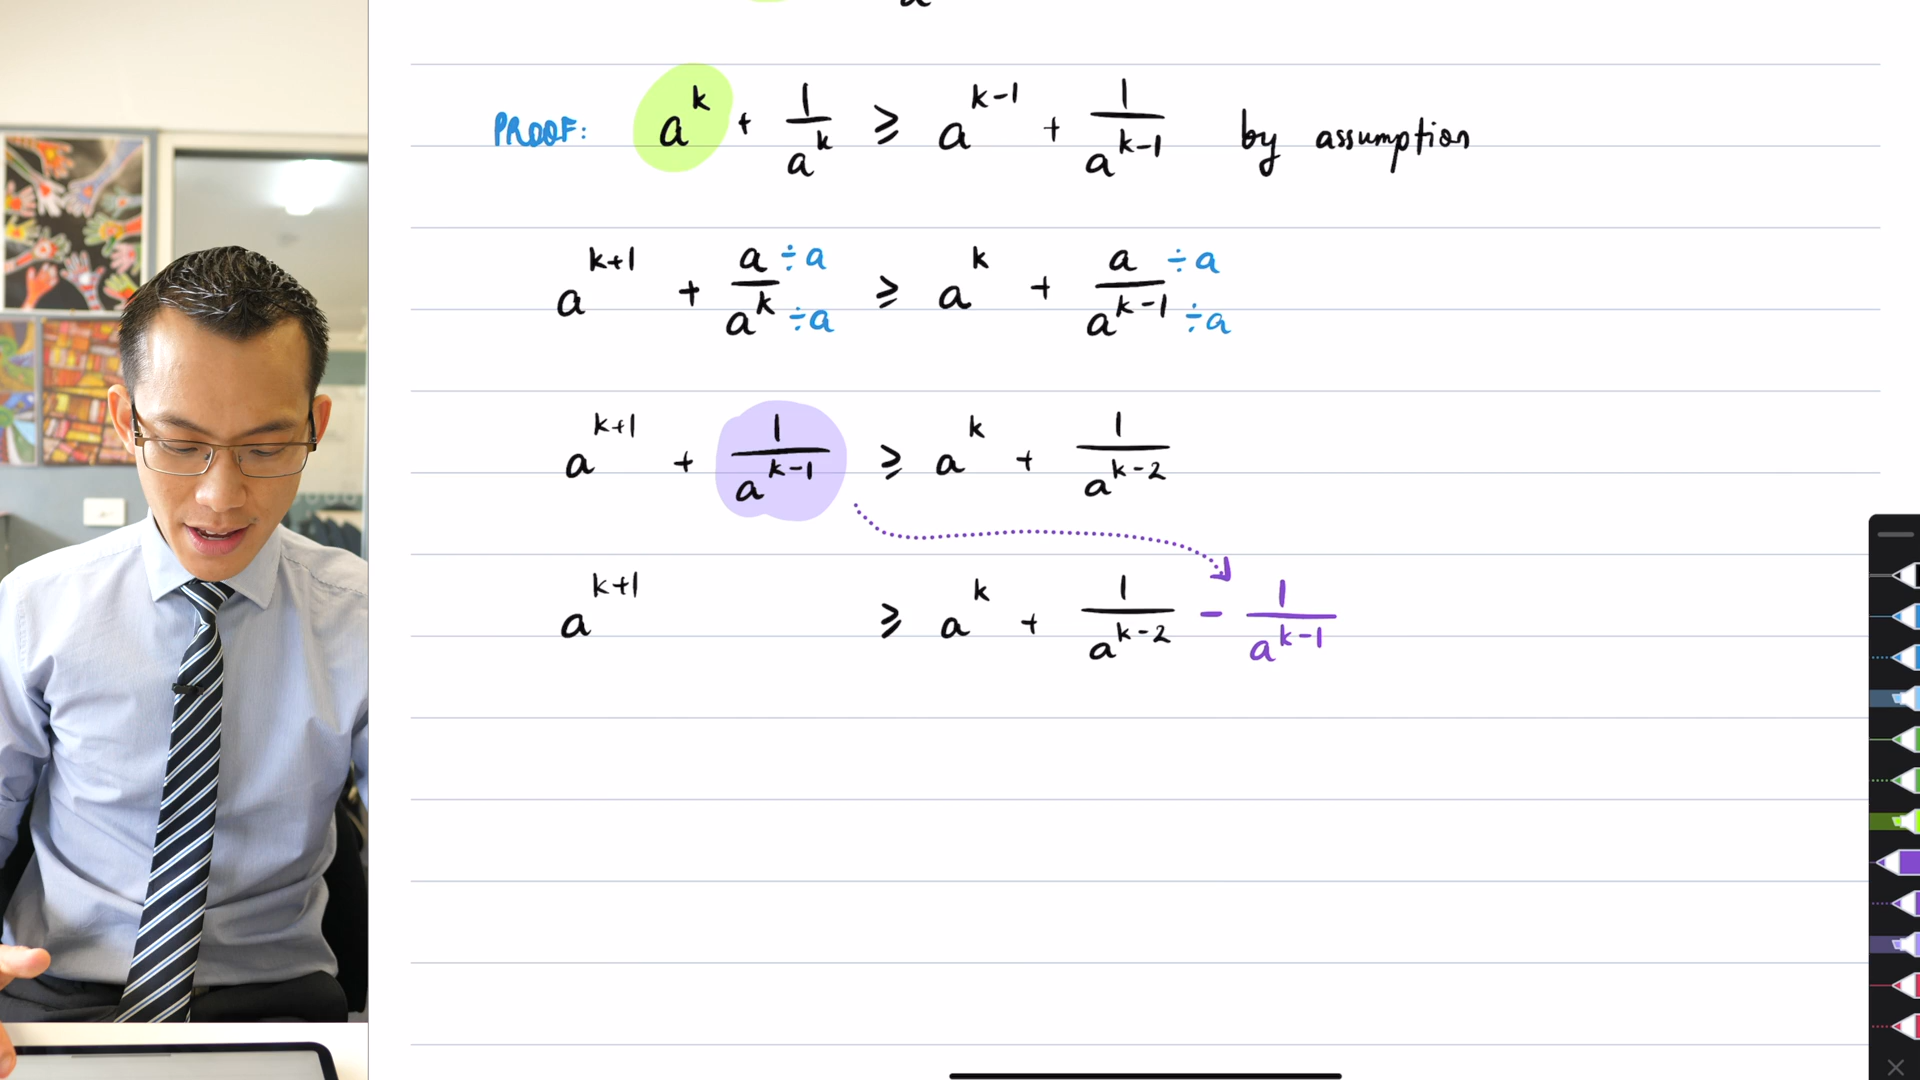 PROOF: a^k + 1/a^k ≥ a^(k-1) + 1/a^(k-1) by assumption
a^(k+1) + a ÷a / a^k ÷a ≥ a^k + a ÷a / a^(k-1) ÷a
a^(k+1) + 1/a^(k-1) ≥ a^k + 1/a^(k-2)
a^(k+1) ≥ a^k + 1/a^(k-2) - 1/a^(k-1)